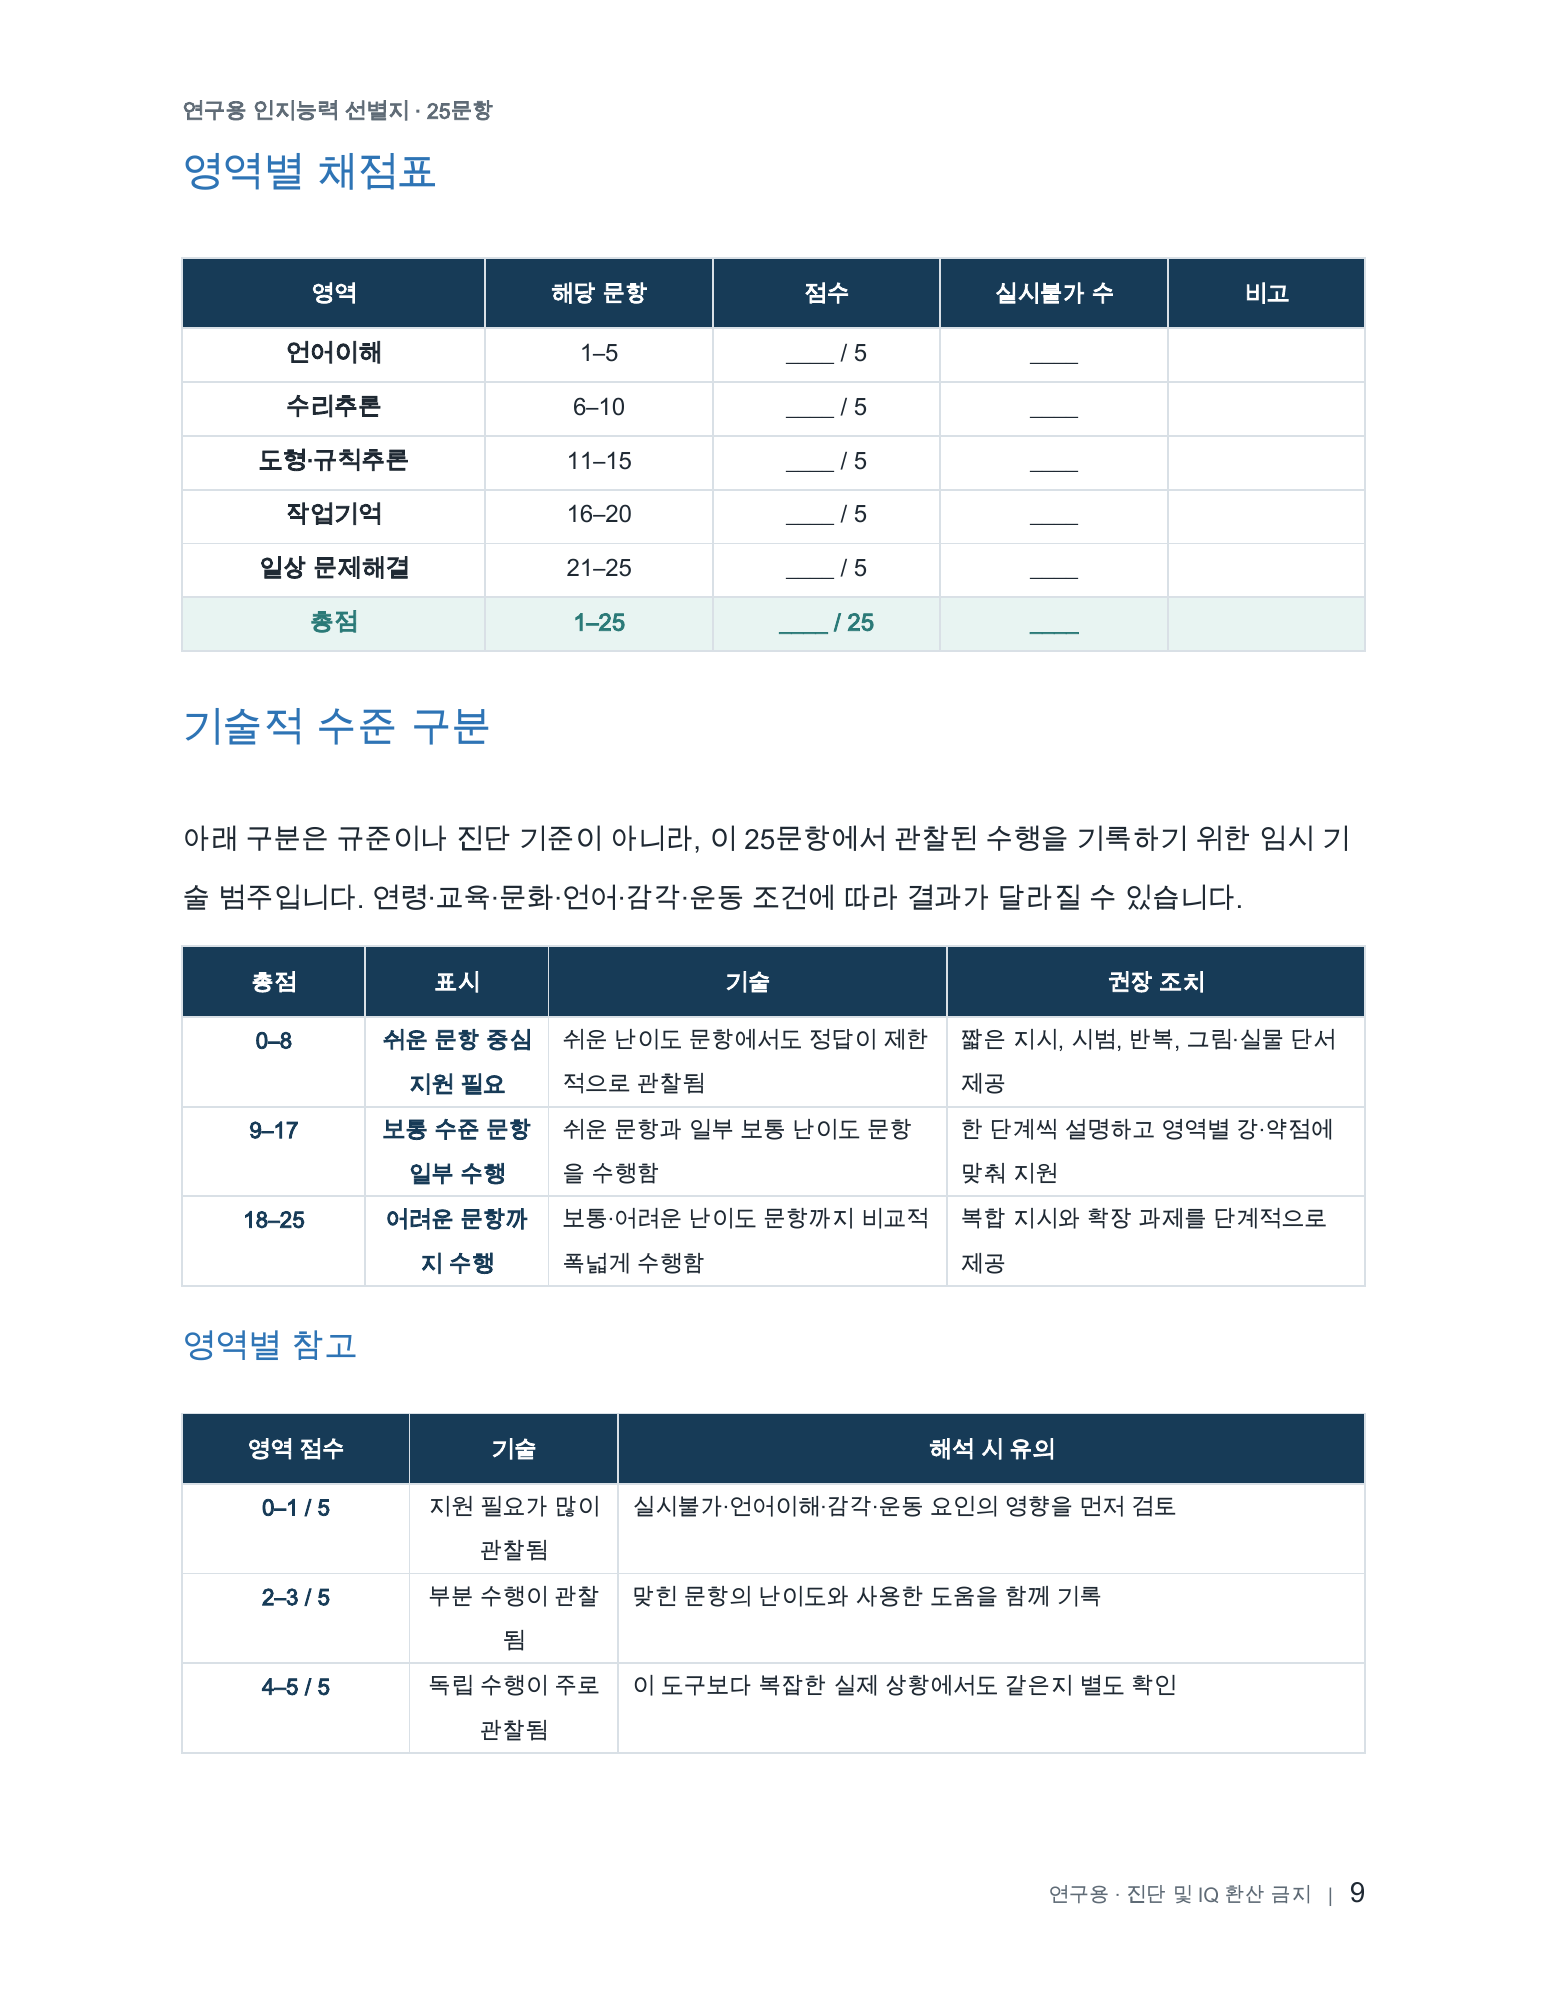 연구용 인지능력 선별지 · 25문항
영역별 채점표
영역 해당 문항 점수 실시불가 수 비고
언어이해 1–5 ____ / 5 ____
수리추론 6–10 ____ / 5 ____
도형·규칙추론 11–15 ____ / 5 ____
작업기억 16–20 ____ / 5 ____
일상 문제해결 21–25 ____ / 5 ____
총점 1–25 ____ / 25 ____
기술적 수준 구분
아래 구분은 규준이나 진단 기준이 아니라, 이 25문항에서 관찰된 수행을 기록하기 위한 임시 기
술 범주입니다. 연령·교육·문화·언어·감각·운동 조건에 따라 결과가 달라질 수 있습니다.
총점 표시 기술 권장 조치
0–8 쉬운 문항 중심 쉬운 난이도 문항에서도 정답이 제한 짧은 지시, 시범, 반복, 그림·실물 단서
지원 필요 적으로 관찰됨 제공
9–17 보통 수준 문항 쉬운 문항과 일부 보통 난이도 문항 한 단계씩 설명하고 영역별 강·약점에
일부 수행 을 수행함 맞춰 지원
18–25 어려운 문항까 보통·어려운 난이도 문항까지 비교적 복합 지시와 확장 과제를 단계적으로
지 수행 폭넓게 수행함 제공
영역별 참고
영역 점수 기술 해석 시 유의
0–1 / 5 지원 필요가 많이 실시불가·언어이해·감각·운동 요인의 영향을 먼저 검토
관찰됨
2–3 / 5 부분 수행이 관찰 맞힌 문항의 난이도와 사용한 도움을 함께 기록
됨
4–5 / 5 독립 수행이 주로 이 도구보다 복잡한 실제 상황에서도 같은지 별도 확인
관찰됨
연구용 · 진단 및 IQ 환산 금지 | 9